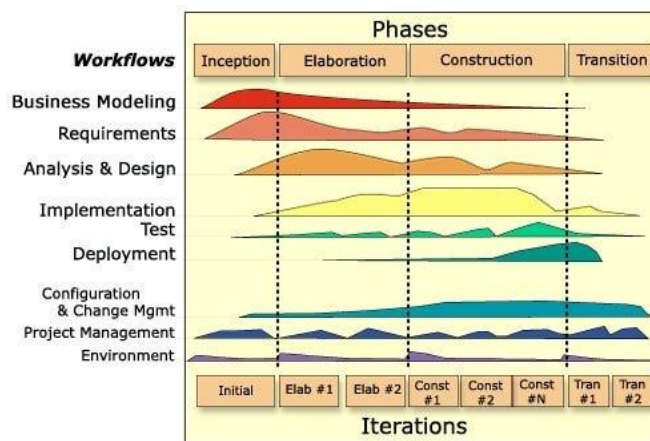 Phases
Workflows
Inception
Elaboration
Construction
Transition
Business Modeling
Requirements
Analysis & Design
Implementation
Test
Deployment
Configuration
& Change Mgmt
Project Management
Environment
Initial
Elab #1
Elab #2
Const
#1
Const
#2
Const
#N
Tran
#1
Tran
#2
Iterations